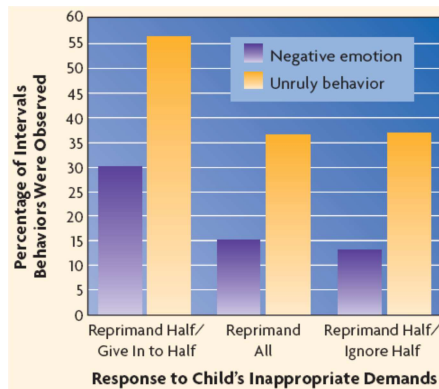 Percentage of Intervals
Behaviors Were Observed
60
55
50
45
40
35
30
25
20
15
10
5
0
Negative emotion
Unruly behavior
Reprimand Half/
Give In to Half
Reprimand
All
Reprimand Half/
Ignore Half
Response to Child's Inappropriate Demands